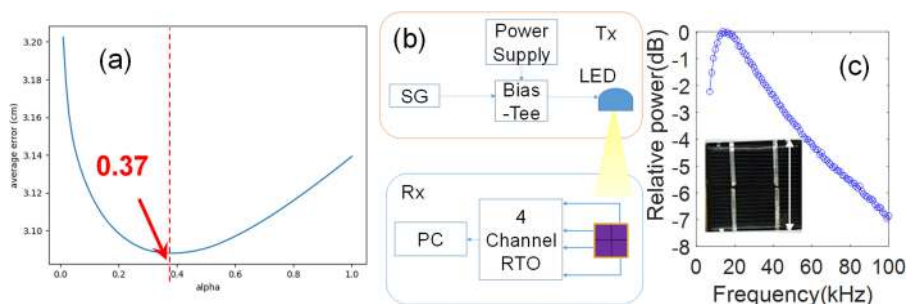 (a)
3.20
3.18
3.16
3.14
3.12
3.10
average error (cm)
0.37
0.0
0.2
0.4
0.6
0.8
1.0
alpha
(b)
Power
Supply
Tx
LED
SG
Bias
-Tee
Rx
PC
4
Channel
RTO
(c)
Relative power(dB)
0
-1
-2
-3
-4
-5
-6
-7
-8
0
20
40
60
80
100
Frequency(kHz)